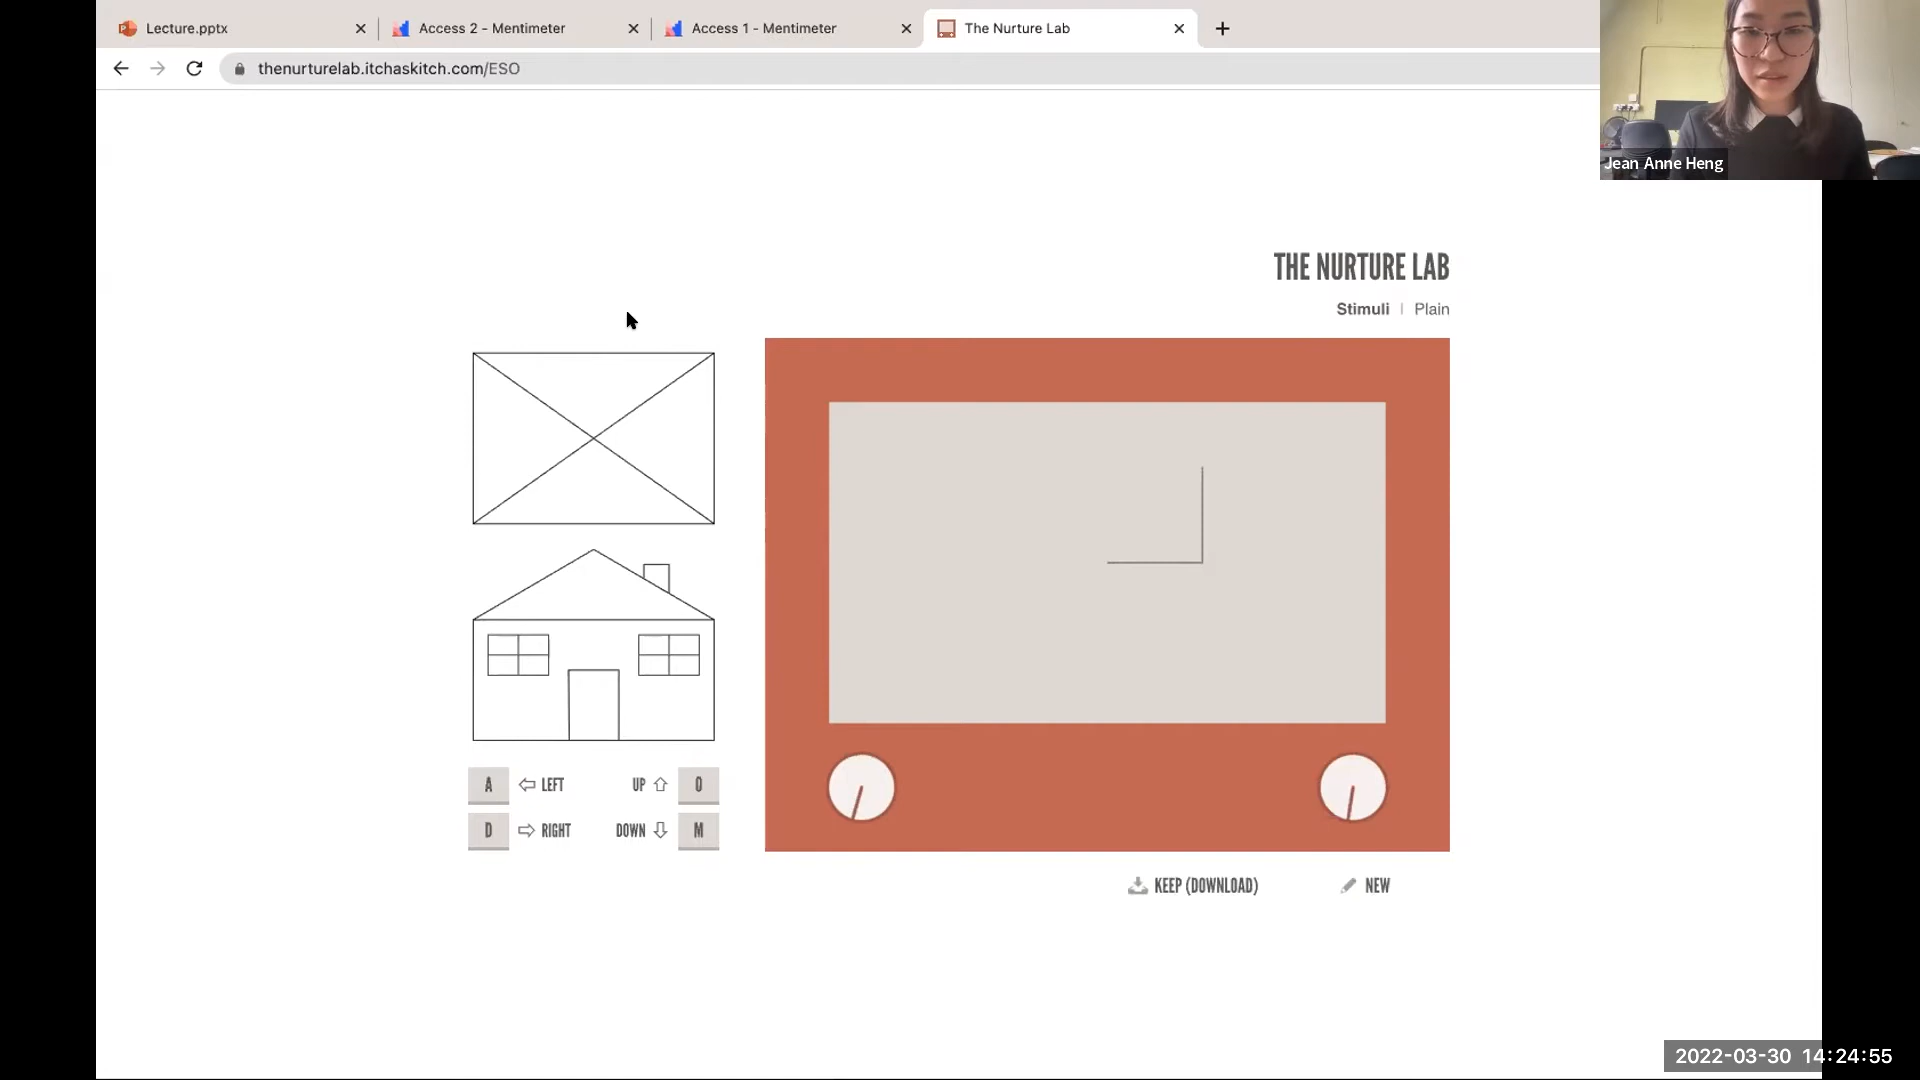 Lecture.pptx
Access 2 - Mentimeter
Access 1 - Mentimeter
The Nurture Lab
thenurturelab.itchaskitch.com/ESO
Jean Anne Heng
THE NURTURE LAB
Stimuli | Plain
A LEFT UP O
D RIGHT DOWN M
KEEP (DOWNLOAD) NEW
2022-03-30 14:24:55